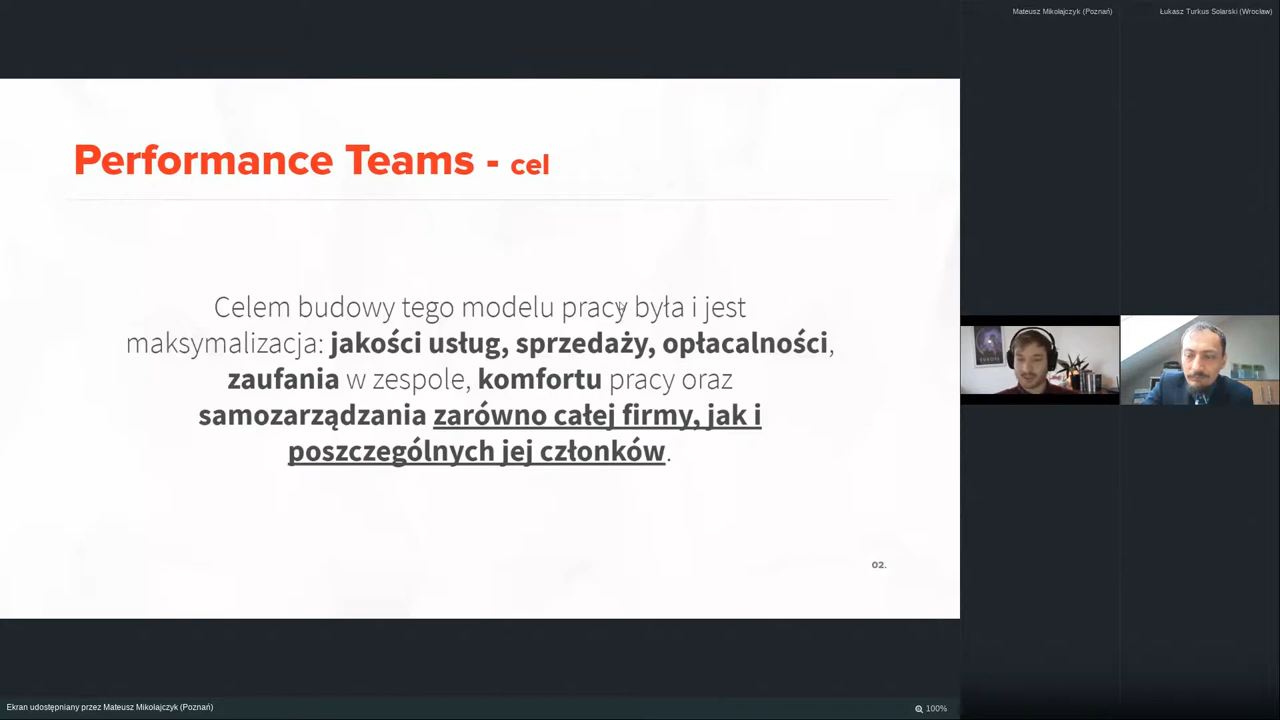 Mateusz Mikołajczyk (Poznań)
Łukasz Turkus Solarski (Wrocław)
Performance Teams - cel
Celem budowy tego modelu pracy była i jest
maksymalizacja: jakości usług, sprzedaży, opłacalności,
zaufania w zespole, komfortu pracy oraz
samozarządzania zarówno całej firmy, jak i
poszczególnych jej członków.
02.
Ekran udostępniany przez Mateusz Mikołajczyk (Poznań)
100%